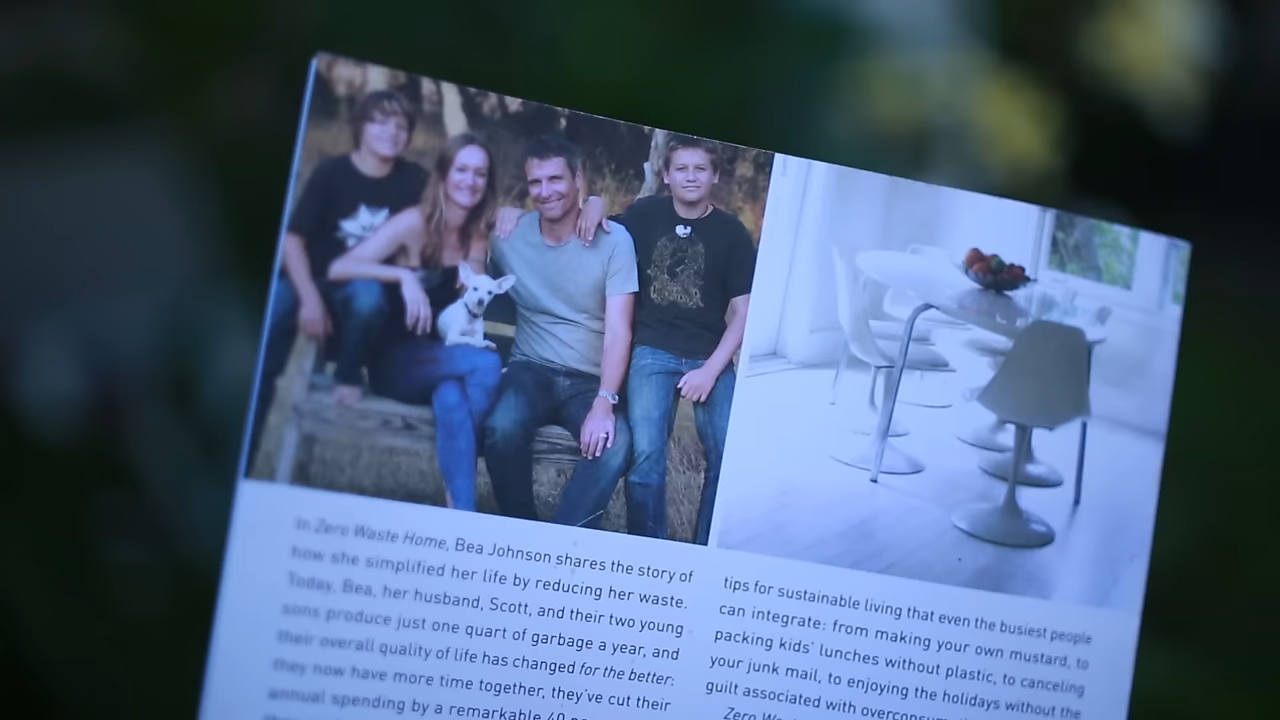 In Zero Waste Home, Bea Johnson shares the story of
how she simplified her life by reducing her waste.
Today, Bea, her husband, Scott, and their two young
sons produce just one quart of garbage a year, and
their overall quality of life has changed for the better:
they now have more time together, they've cut their
annual spending by a remarkable 40
tips for sustainable living that even the busiest people
can integrate: from making your own mustard, to
packing kids' lunches without plastic, to canceling
your junk mail, to enjoying the holidays without the
guilt associated with
Zero